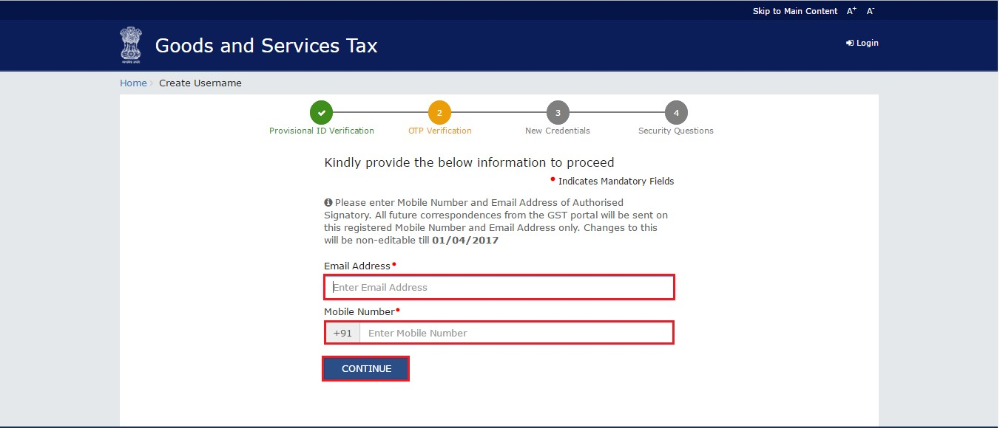 Skip to Main Content A+ A-
Goods and Services Tax
Login
Home › Create Username
2 3 4
Provisional ID Verification OTP Verification New Credentials Security Questions
Kindly provide the below information to proceed
• Indicates Mandatory Fields
Please enter Mobile Number and Email Address of Authorised
Signatory. All future correspondences from the GST portal will be sent on
this registered Mobile Number and Email Address only. Changes to this
will be non-editable till 01/04/2017
Email Address•
Enter Email Address
Mobile Number•
+91 Enter Mobile Number
CONTINUE